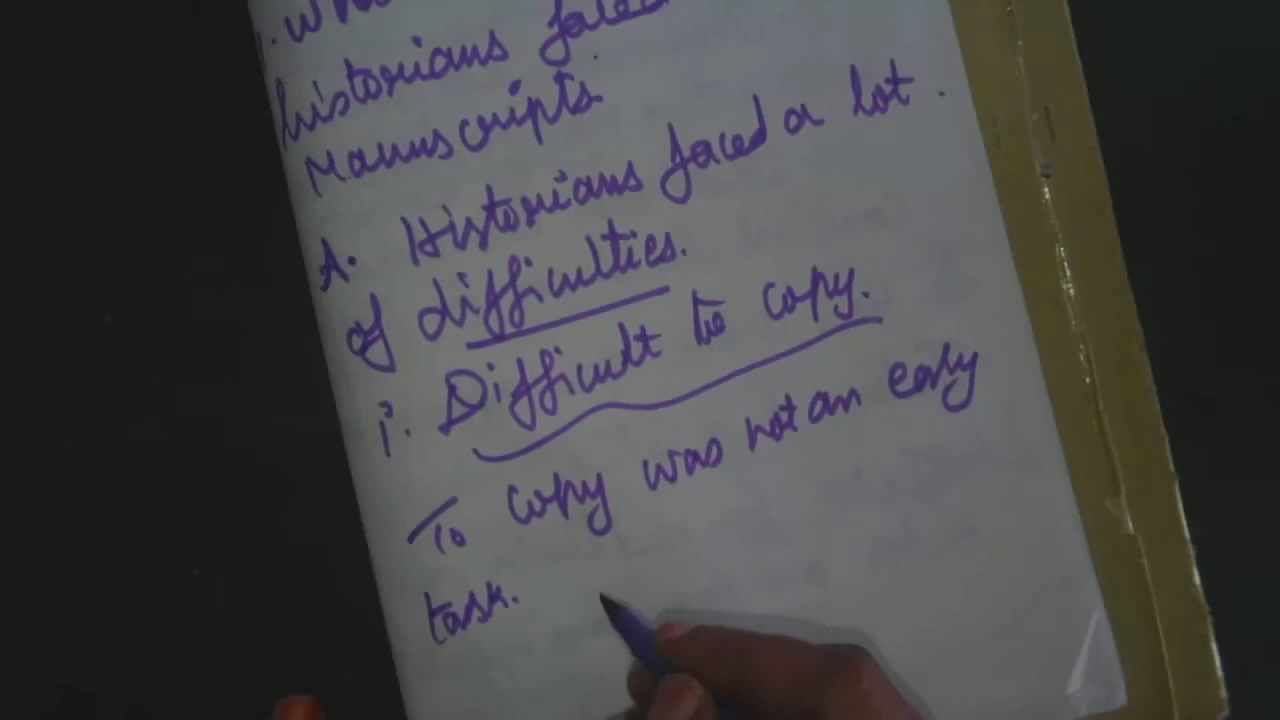 historians faced
Manuscripts
A. Historians faced a lot
of difficulties.
i. Difficult to copy.
To copy was not an easy
task.